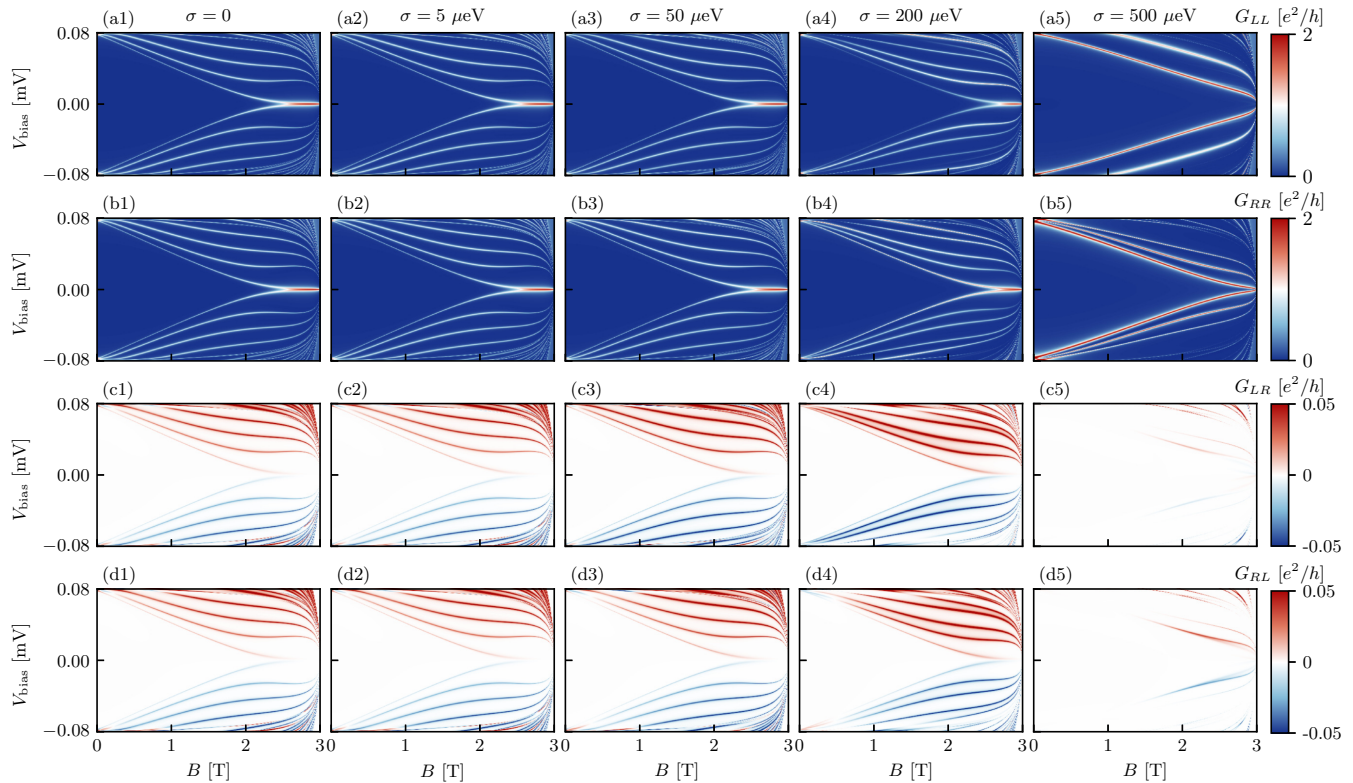 σ = 0
σ = 5 μeV
σ = 50 μeV
σ = 200 μeV
σ = 500 μeV
(a1)
(a2)
(a3)
(a4)
(a5)
G_LL [e²/h]
0.08
0.00
−0.08
V_bias [mV]
2
1
0
(b1)
(b2)
(b3)
(b4)
(b5)
G_RR [e²/h]
0.08
0.00
−0.08
V_bias [mV]
2
1
0
(c1)
(c2)
(c3)
(c4)
(c5)
G_LR [e²/h]
0.08
0.00
−0.08
V_bias [mV]
0.05
0
-0.05
(d1)
(d2)
(d3)
(d4)
(d5)
G_RL [e²/h]
0.08
0.00
−0.08
V_bias [mV]
0.05
0
-0.05
0 1 2 3
0 1 2 3
0 1 2 3
0 1 2 3
0 1 2 3
B [T]
B [T]
B [T]
B [T]
B [T]